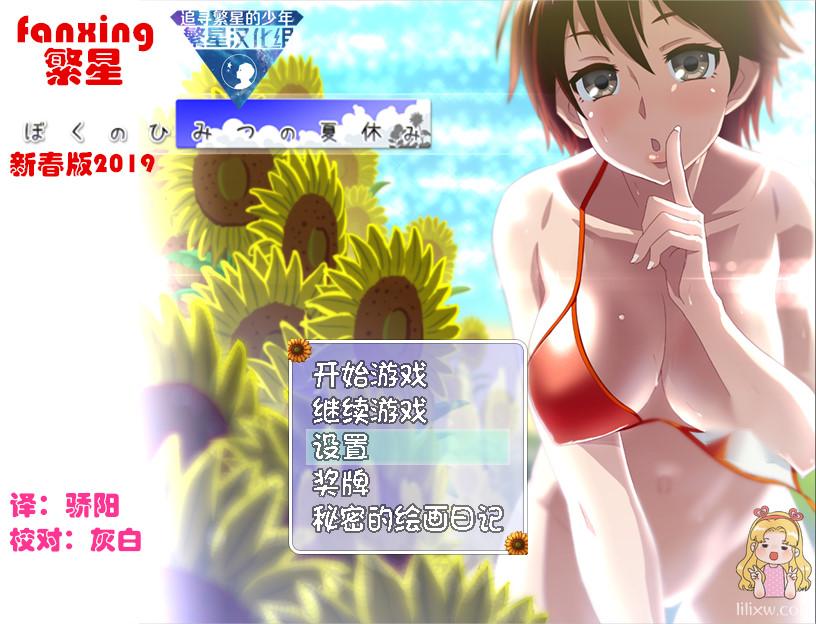 fanxing
繁星
追寻繁星的少年
繁星汉化组
ぼくのひみつの夏休み
新春版2019
开始游戏
继续游戏
设置
奖牌
秘密的绘画日记
译：骄阳
校对：灰白
lilixw.co